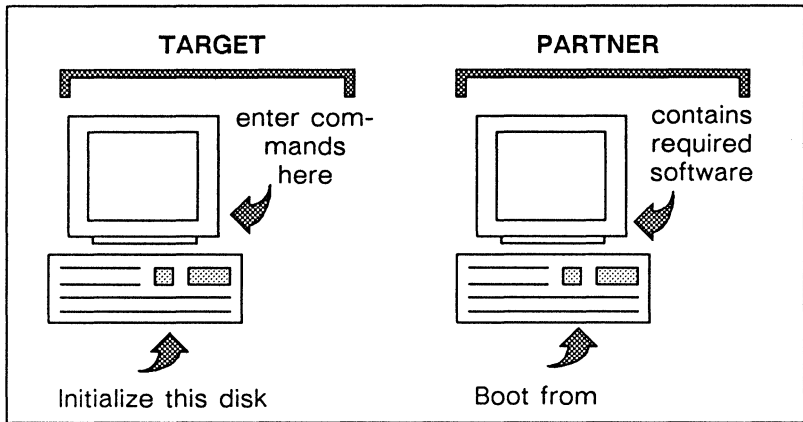 TARGET
enter com-
mands
here
Initialize this disk
PARTNER
contains
required
software
Boot from